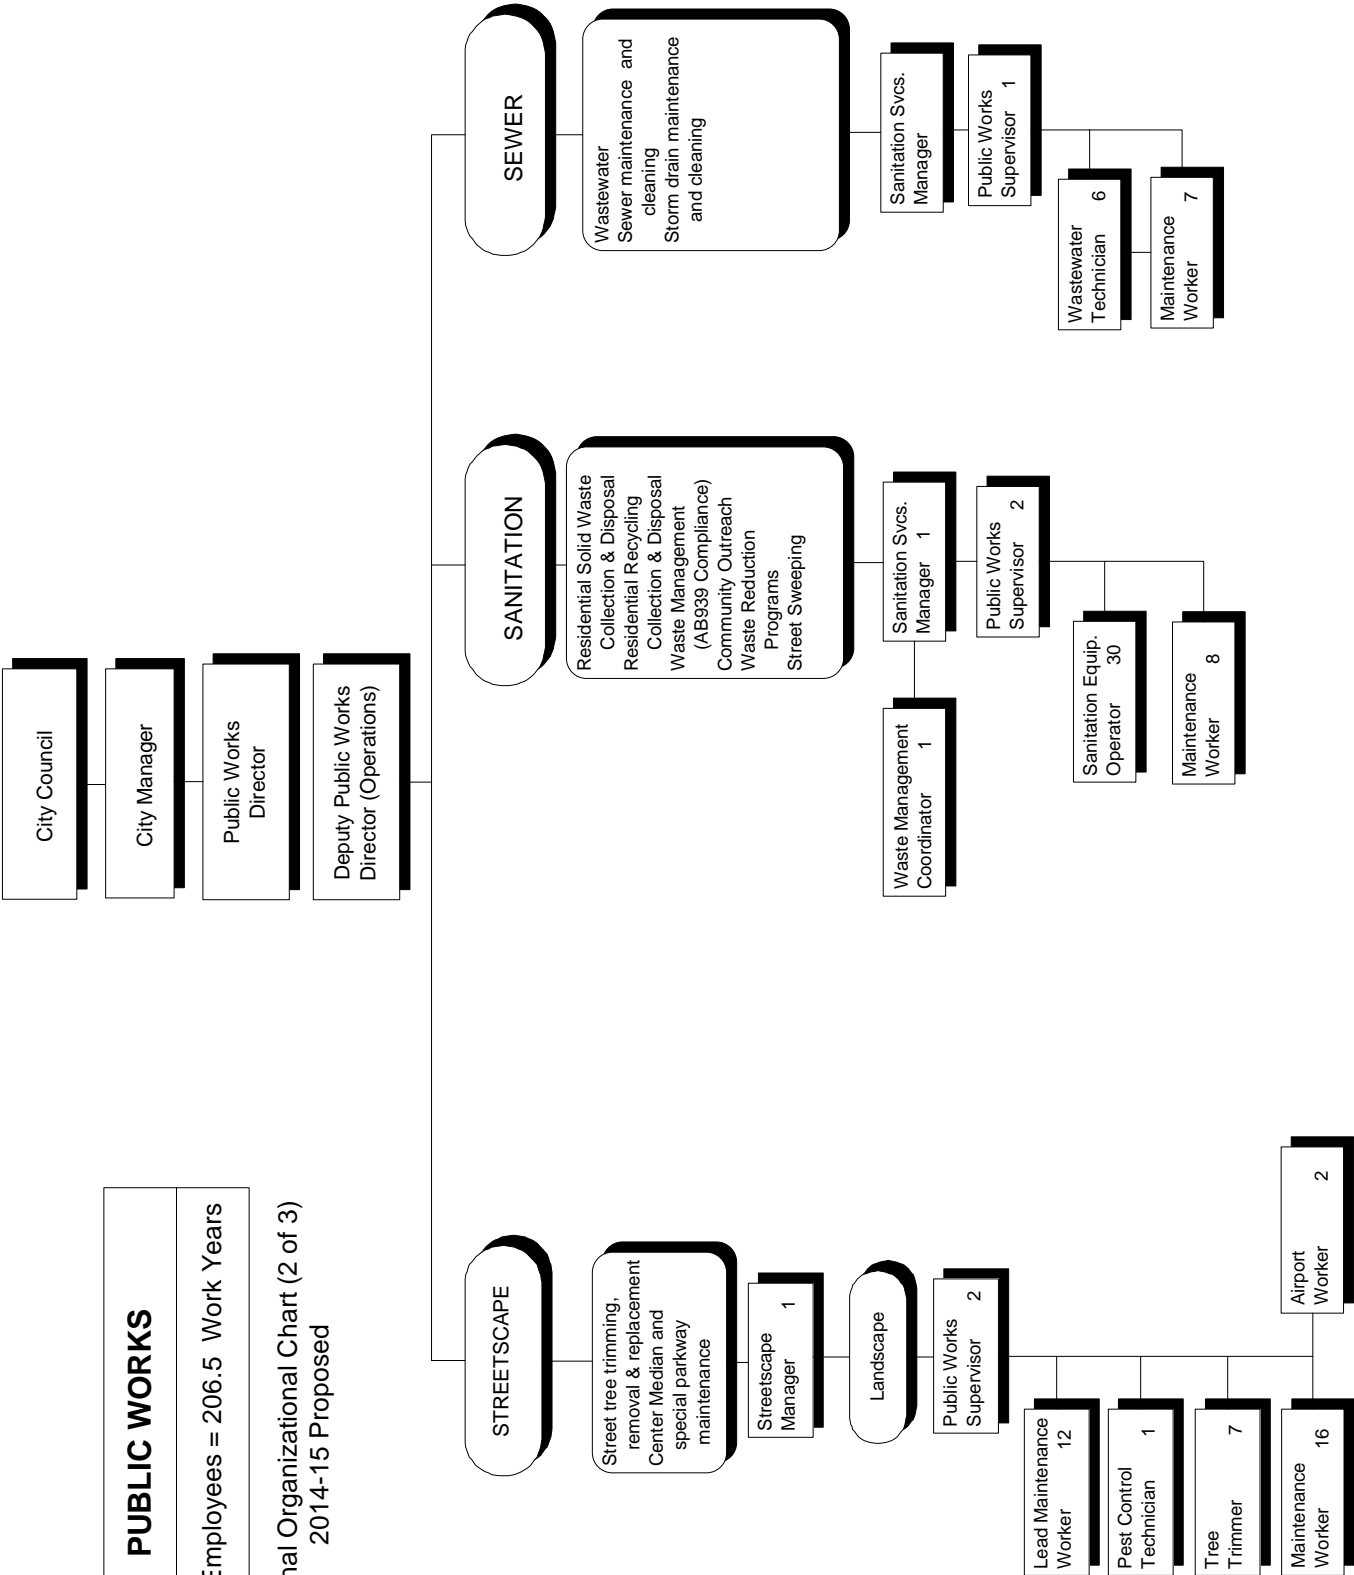 PUBLIC WORKS
Employees = 206.5 Work Years
Organizational Chart (2 of 3)
2014-15 Proposed
City Council
City Manager
Public Works
Director
Deputy Public Works
Director (Operations)
STREETSCAPE
Street tree trimming,
removal & replacement
Center Median and
special parkway
maintenance
Streetscape
Manager 1
Landscape
Public Works
Supervisor 2
Lead Maintenance
Worker 12
Pest Control
Technician 1
Tree
Trimmer 7
Maintenance
Worker 16
Airport
Worker 2
SANITATION
Residential Solid Waste
Collection & Disposal
Residential Recycling
Collection & Disposal
Waste Management
(AB939 Compliance)
Community Outreach
Waste Reduction
Programs
Street Sweeping
Sanitation Svcs.
Manager 1
Waste Management
Coordinator 1
Public Works
Supervisor 2
Sanitation Equip.
Operator 30
Maintenance
Worker 8
SEWER
Wastewater
Sewer maintenance and
cleaning
Storm drain maintenance
and cleaning
Sanitation Svcs.
Manager
Public Works
Supervisor 1
Wastewater
Technician 6
Maintenance
Worker 7